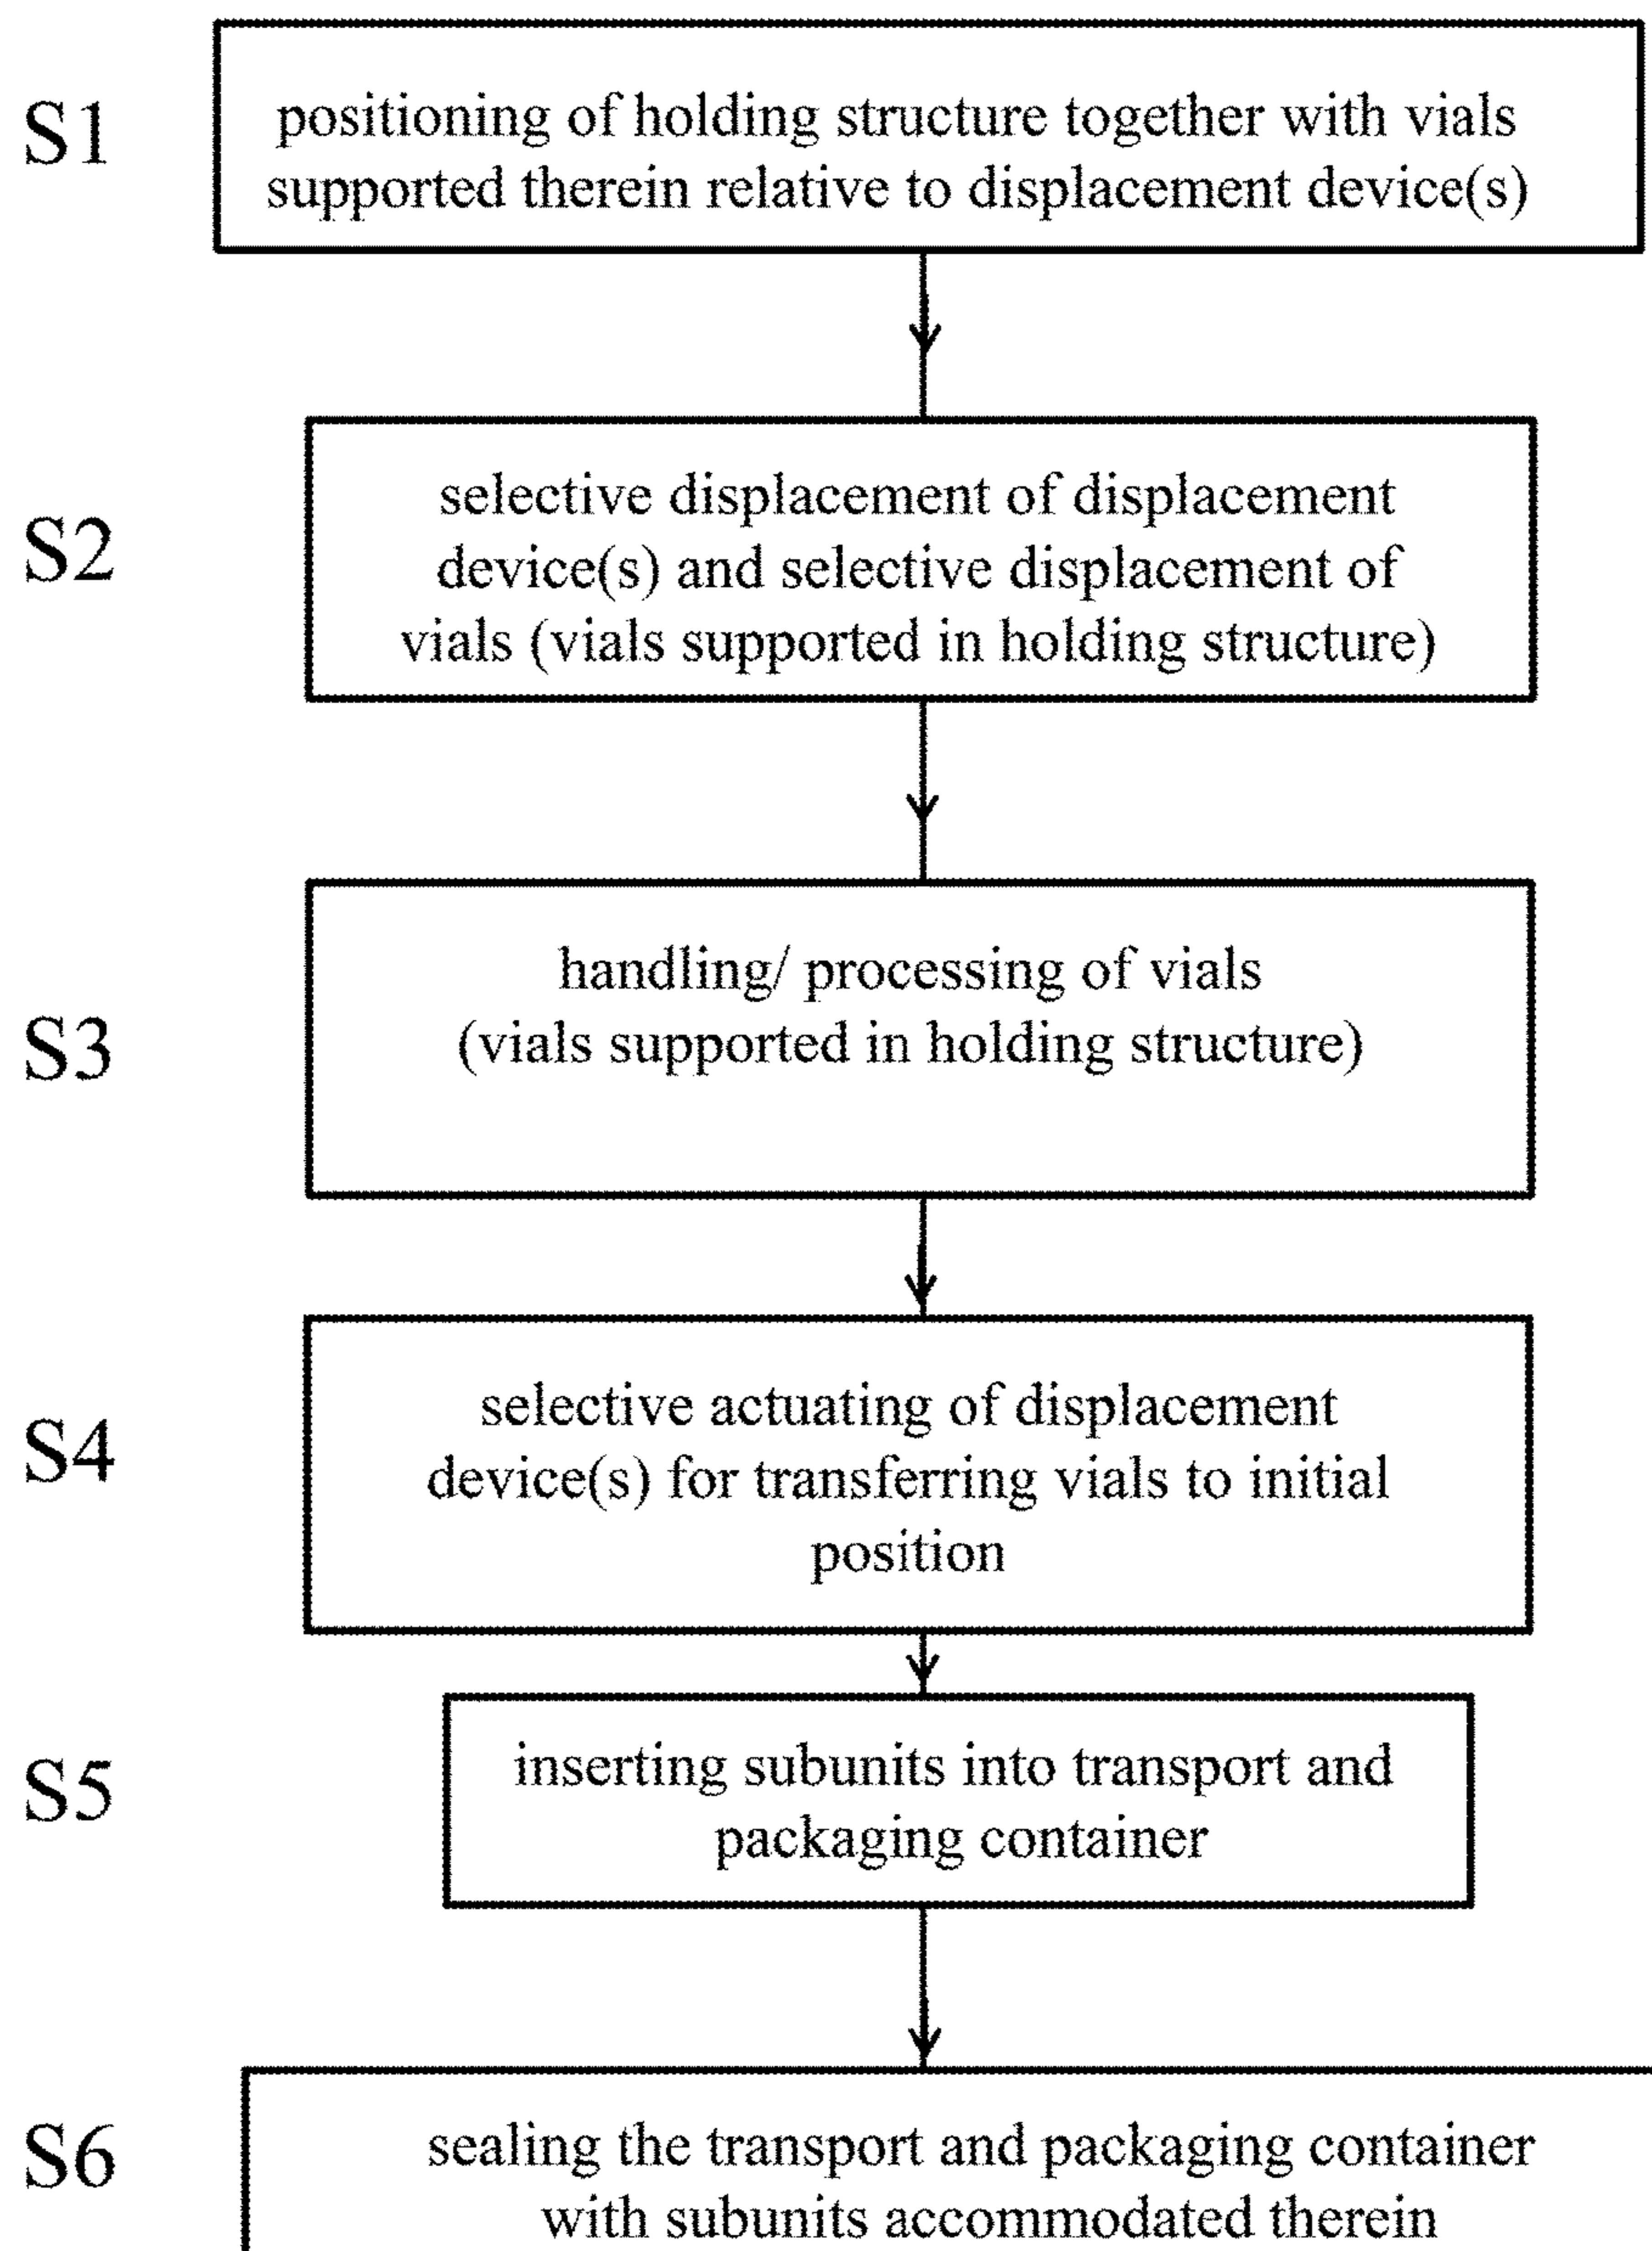 S1
positioning of holding structure together with vials
supported therein relative to displacement device(s)
S2
selective displacement of displacement
device(s) and selective displacement of
vials (vials supported in holding structure)
S3
handling/ processing of vials
(vials supported in holding structure)
S4
selective actuating of displacement
device(s) for transferring vials to initial
position
S5
inserting subunits into transport and
packaging container
S6
sealing the transport and packaging container
with subunits accommodated therein